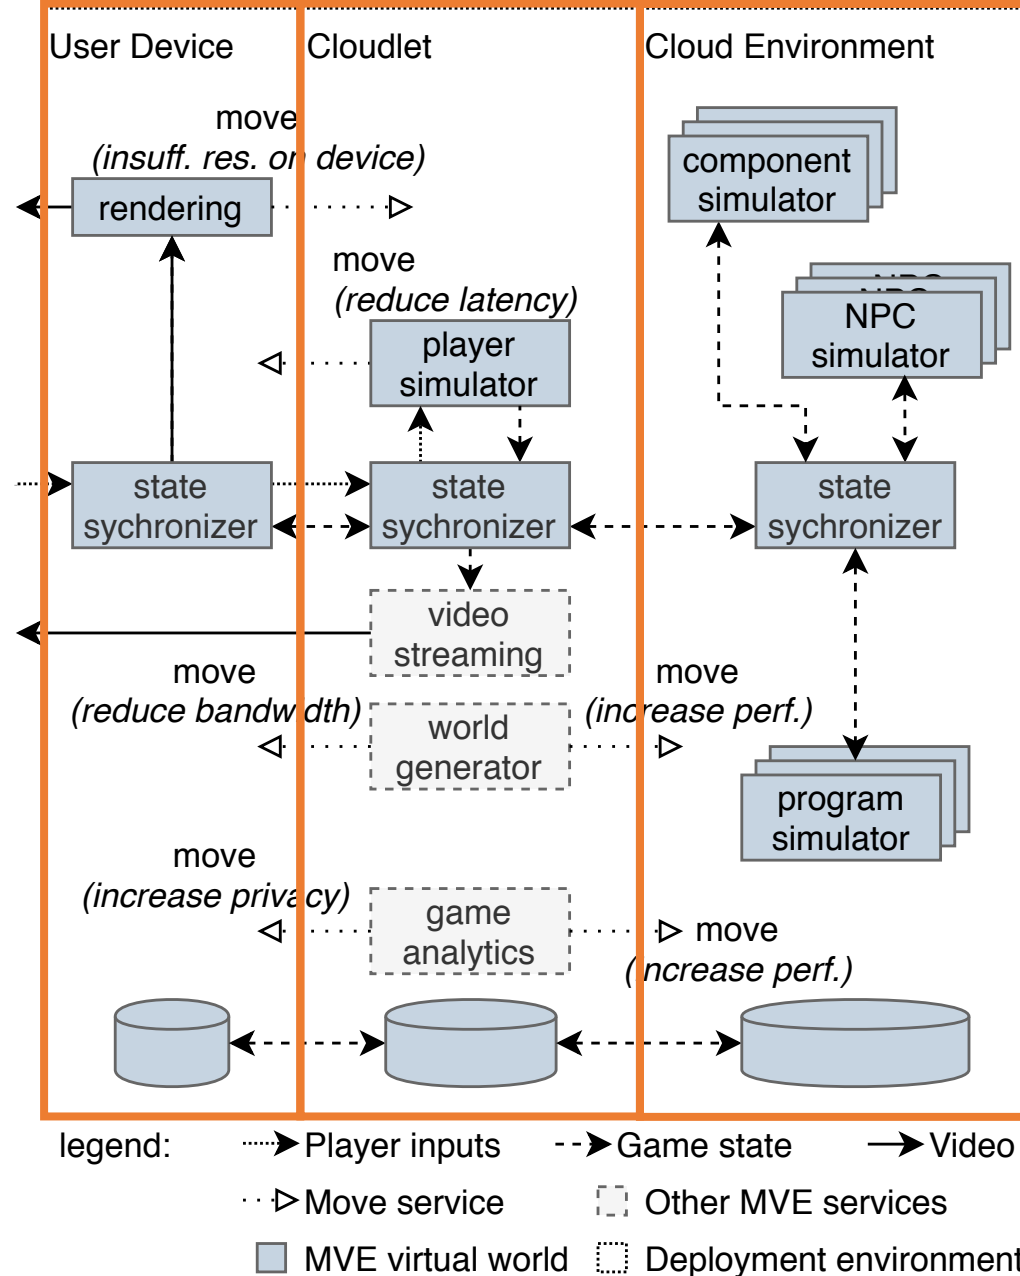 User Device
Cloudlet
Cloud Environment
move
(insuff. res. on device)
rendering
component
simulator
move
(reduce latency)
player
simulator
NPC
NPC
NPC
simulator
state
sychronizer
state
sychronizer
state
sychronizer
video
streaming
move
(reduce bandwidth)
world
generator
move
(increase perf.)
program
simulator
move
(increase privacy)
game
analytics
move
(increase perf.)
legend:
Player inputs
Game state
Video
Move service
Other MVE services
MVE virtual world
Deployment environment